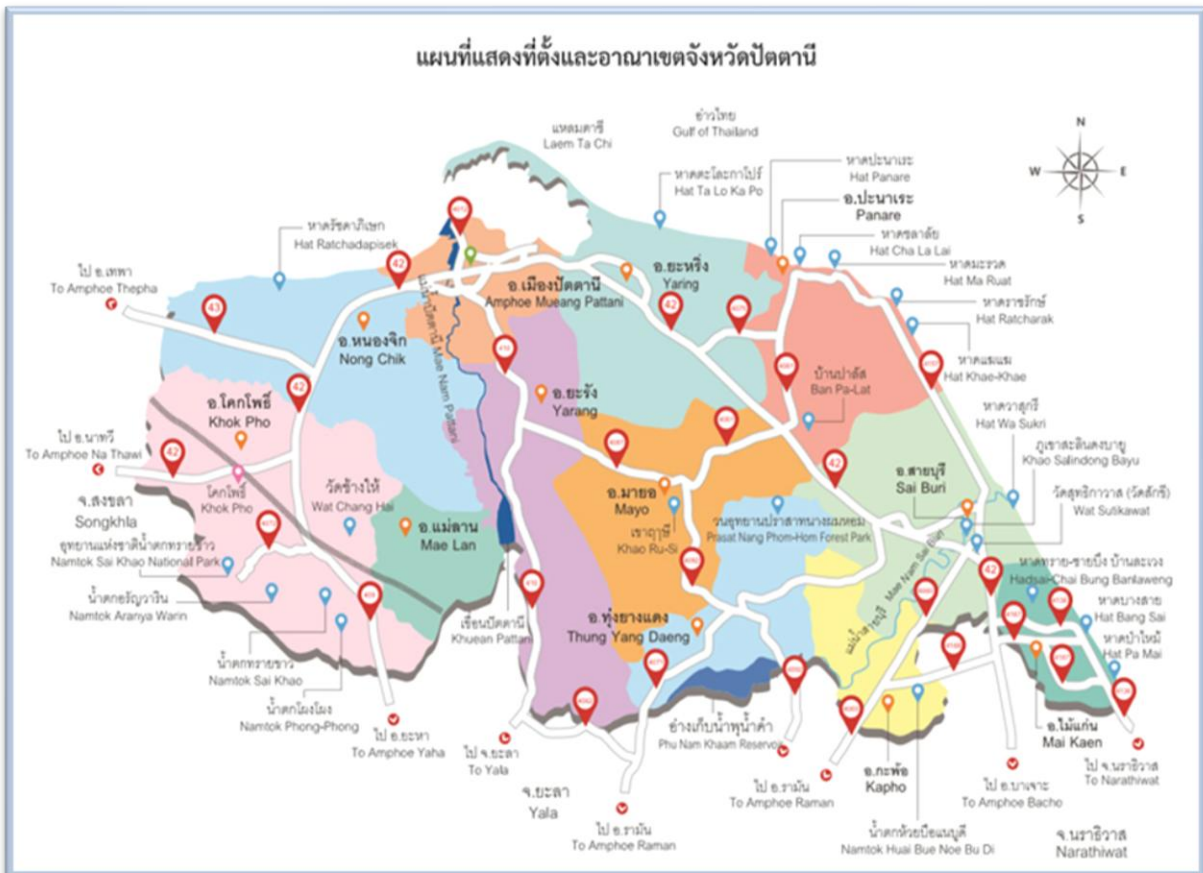 แผนที่แสดงที่ตั้งและอาณาเขตจังหวัดปัตตานี
แหลมตาชี
Laem Ta Chi
อ่าวไทย
Gulf of Thailand
N
W
E
S
หาดตะโละกาโปร์
Hat Ta Lo Ka Po
หาดปะนาเระ
Hat Panare
อ.ปะนาเระ
Panare
หาดชลาลัย
Hat Cha La Lai
หาดมะรวด
Hat Ma Ruat
หาดราชรักษ์
Hat Ratcharak
หาดแฆแฆ
Hat Khae-Khae
หาดรัชดาภิเษก
Hat Ratchadapisek
ไป อ.เทพา
To Amphoe Thepha
43
42
อ.หนองจิก
Nong Chik
แม่น้ำปัตตานี Mae Nam Pattani
อ.เมืองปัตตานี
Amphoe Mueang Pattani
อ.ยะหริ่ง
Yaring
42
บ้านปาลัส
Ban Pa-Lat
หาดวาสุกรี
Hat Wa Sukri
ภูเขาสะลินดงบายู
Khao Salindong Bayu
วัดสุทธิกาวาส (วัดสักขี)
Wat Sutikawat
42
อ.โคกโพธิ์
Khok Pho
อ.ยะรัง
Yarang
ไป อ.นาทวี
To Amphoe Na Thawi
42
โคกโพธิ์
Khok Pho
จ.สงขลา
Songkhla
วัดช้างให้
Wat Chang Hai
อ.แม่ลาน
Mae Lan
อ.มายอ
Mayo
เขาฤาษี
Khao Ru-Si
วนอุทยานปราสาทนางผมหอม
Prasat Nang Phom-Hom Forest Park
42
อ.สายบุรี
Sai Buri
แม่น้ำสายบุรี Mae Nam Sai Buri
อุทยานแห่งชาติน้ำตกทรายขาว
Namtok Sai Khao National Park
น้ำตกอรัญวาริน
Namtok Aranya Warin
น้ำตกทรายขาว
Namtok Sai Khao
น้ำตกโผงโผง
Namtok Phong-Phong
ไป อ.ยะหา
To Amphoe Yaha
เขื่อนปัตตานี
Khuean Pattani
อ.ทุ่งยางแดง
Thung Yang Daeng
42
หาดทราย-ชายบึง บ้านละเวง
Hadsai-Chai Bung Banlaweng
หาดบางสาย
Hat Bang Sai
หาดป่าไหม้
Hat Pa Mai
อ.ไม้แก่น
Mai Kaen
ไป จ.ยะลา
To Yala
จ.ยะลา
Yala
อ่างเก็บน้ำพุน้ำดำ
Phu Nam Khaam Reservoir
ไป อ.รามัน
To Amphoe Raman
ไป อ.รามัน
To Amphoe Raman
อ.กะพ้อ
Kapho
น้ำตกห้วยบือแนบูดี
Namtok Huai Bue Noe Bu Di
ไป อ.บาเจาะ
To Amphoe Bacho
ไป จ.นราธิวาส
To Narathiwat
จ.นราธิวาส
Narathiwat